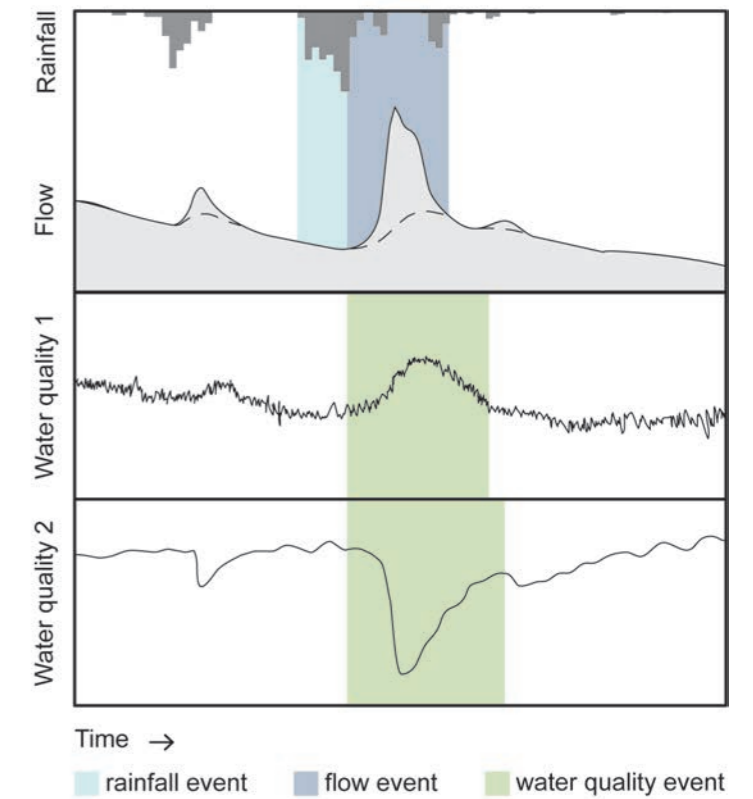 Rainfall
Flow
Water quality 1
Water quality 2
Time →
rainfall event
flow event
water quality event